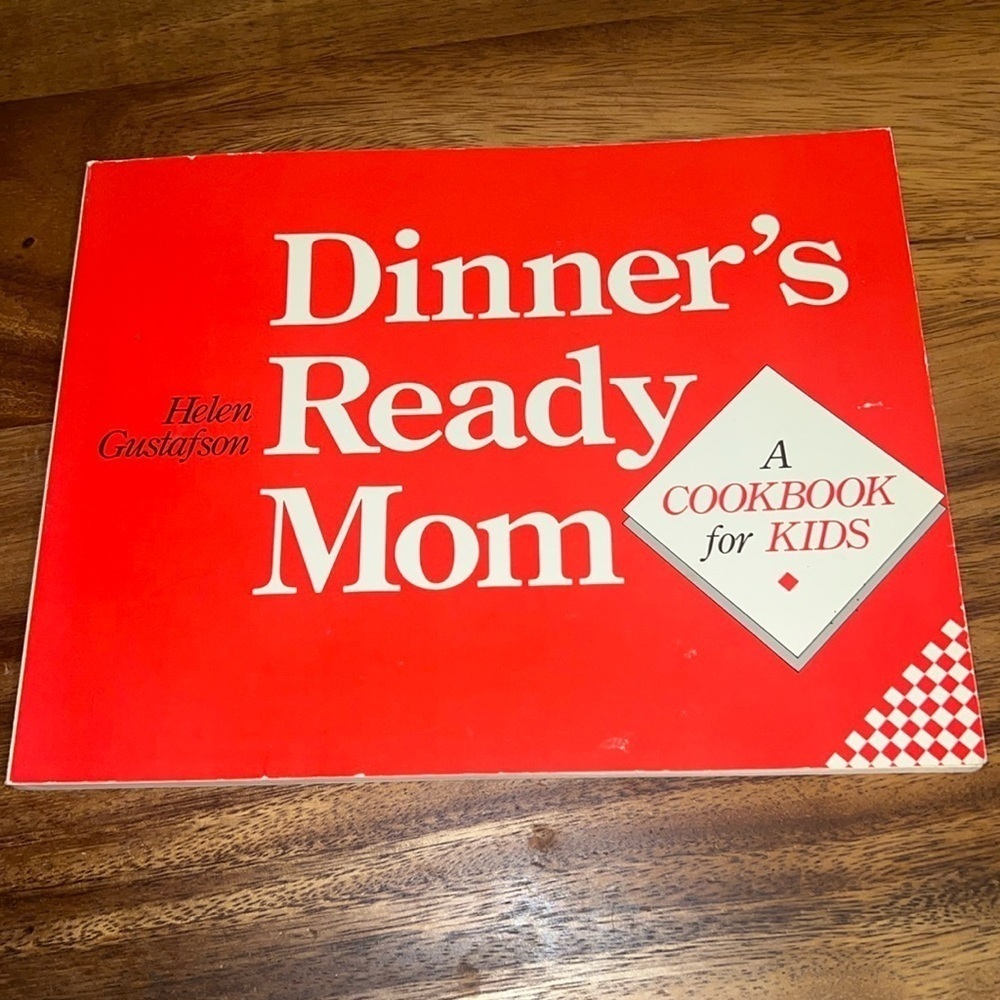 Dinner's
Ready
Mom
Helen
Gustafson
A
COOKBOOK
for KIDS